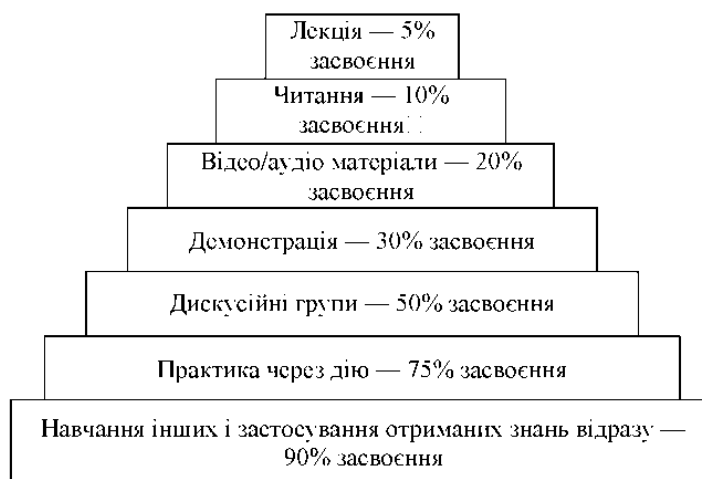 Лекція — 5%
засвоєння
Читання — 10%
засвоєння
Відео/аудіо матеріали — 20%
засвоєння
Демонстрація — 30% засвоєння
Дискусійні групи — 50% засвоєння
Практика через дію — 75% засвоєння
Навчання інших і застосування отриманих знань відразу —
90% засвоєння